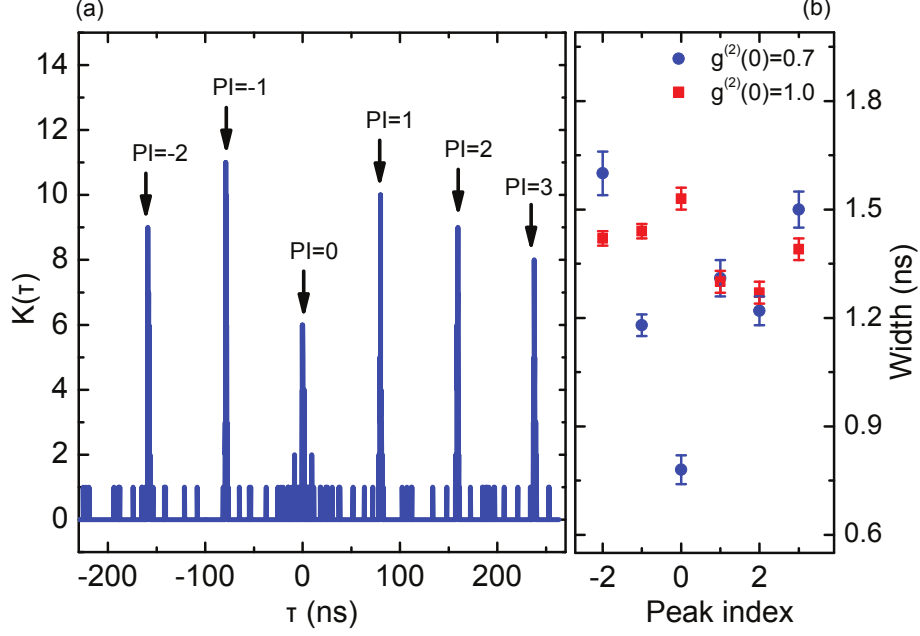 (a)
14
12
10
8
6
4
2
0
K(τ)
PI=-2
PI=-1
PI=0
PI=1
PI=2
PI=3
-200 -100 0 100 200
τ (ns)
(b)
g(2)(0)=0.7
g(2)(0)=1.0
1.8
1.5
1.2
0.9
0.6
Width (ns)
-2 0 2
Peak index